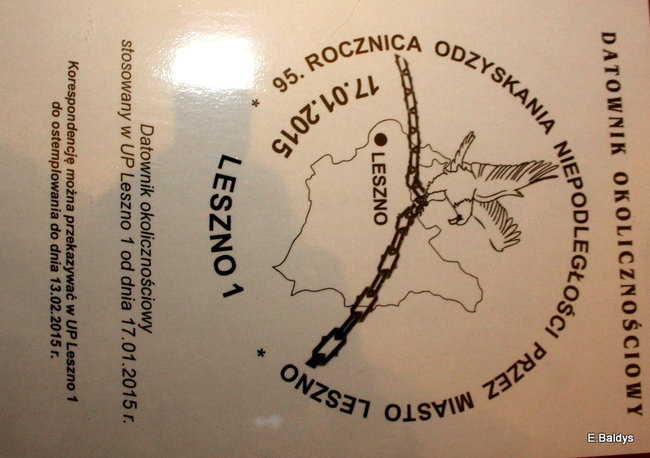 DATOWNIK OKOLICZNOŚCIOWY
95. ROCZNICA ODZYSKANIA NIEPODLEGŁOŚCI PRZEZ MIASTO LESZNO
17.01.2015
LESZNO
* LESZNO 1 *
Datownik okolicznościowy
stosowany w UP Leszno 1 od dnia 17.01.2015 r.
Korespondencję można przekazywać w UP Leszno 1
do ostemplowania do dnia 13.02.2015 r.
E.Baldys